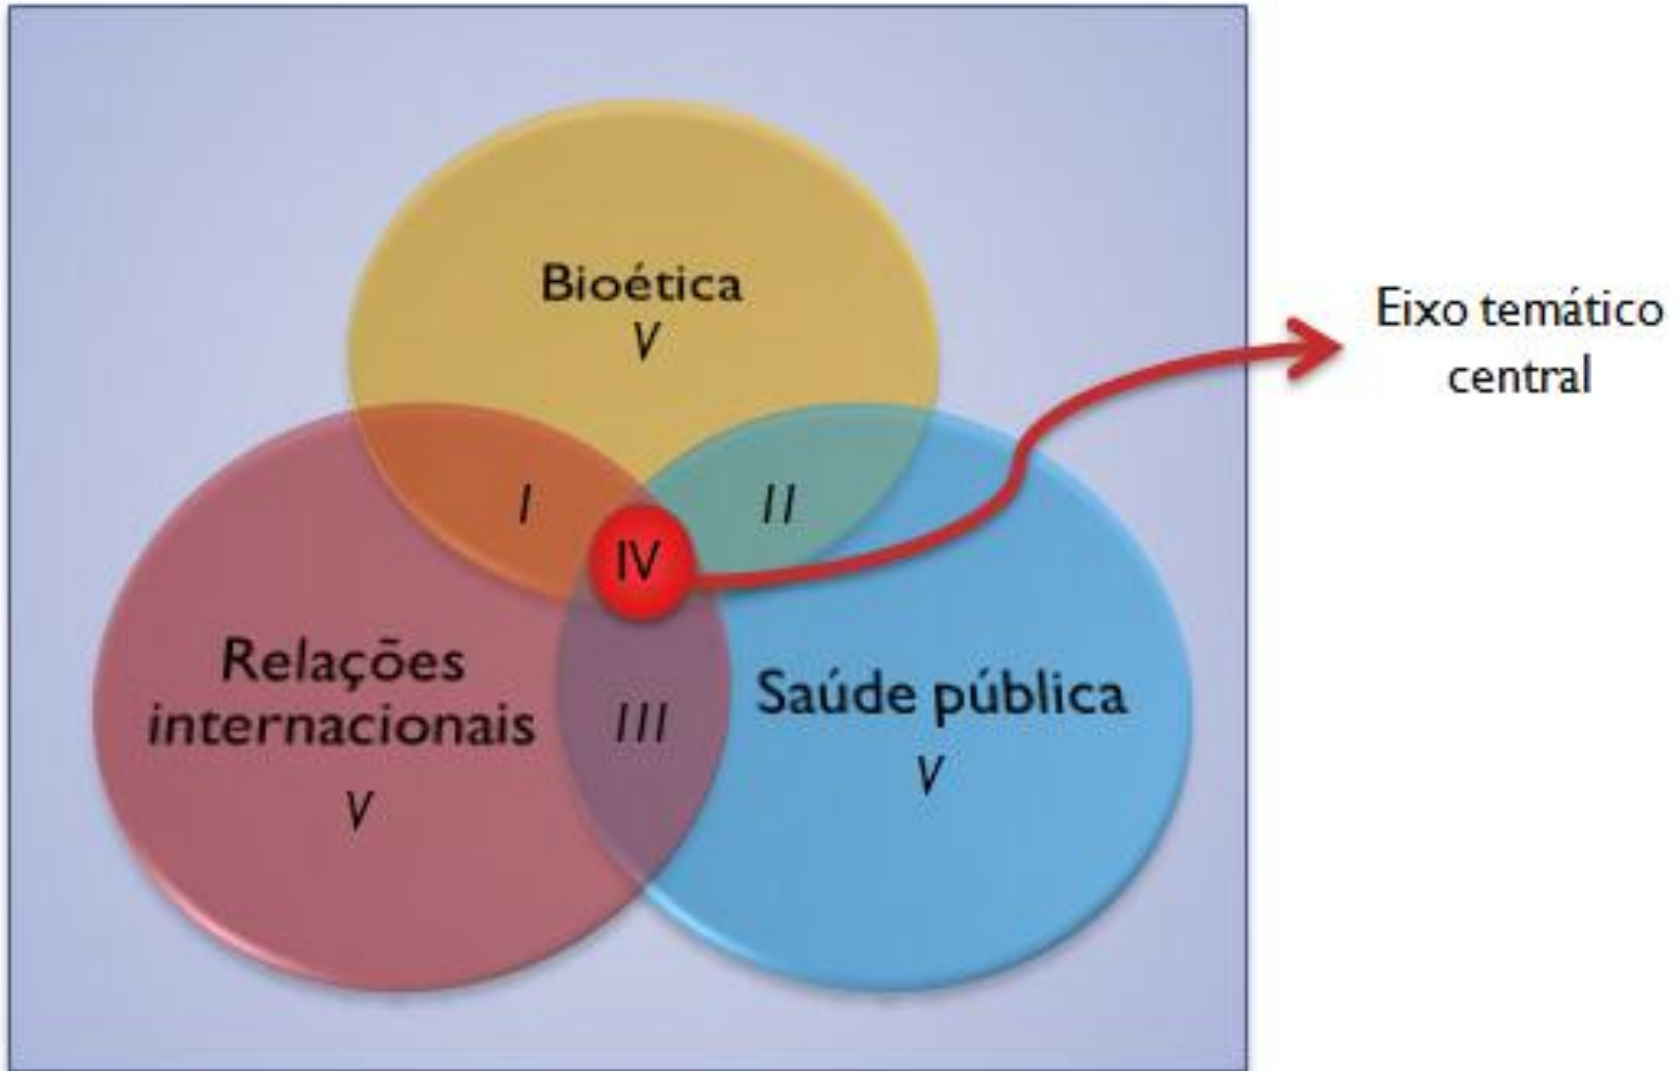 Bioética
V
Eixo temático
central
I
II
IV
Relações
internacionais
V
III
Saúde pública
V